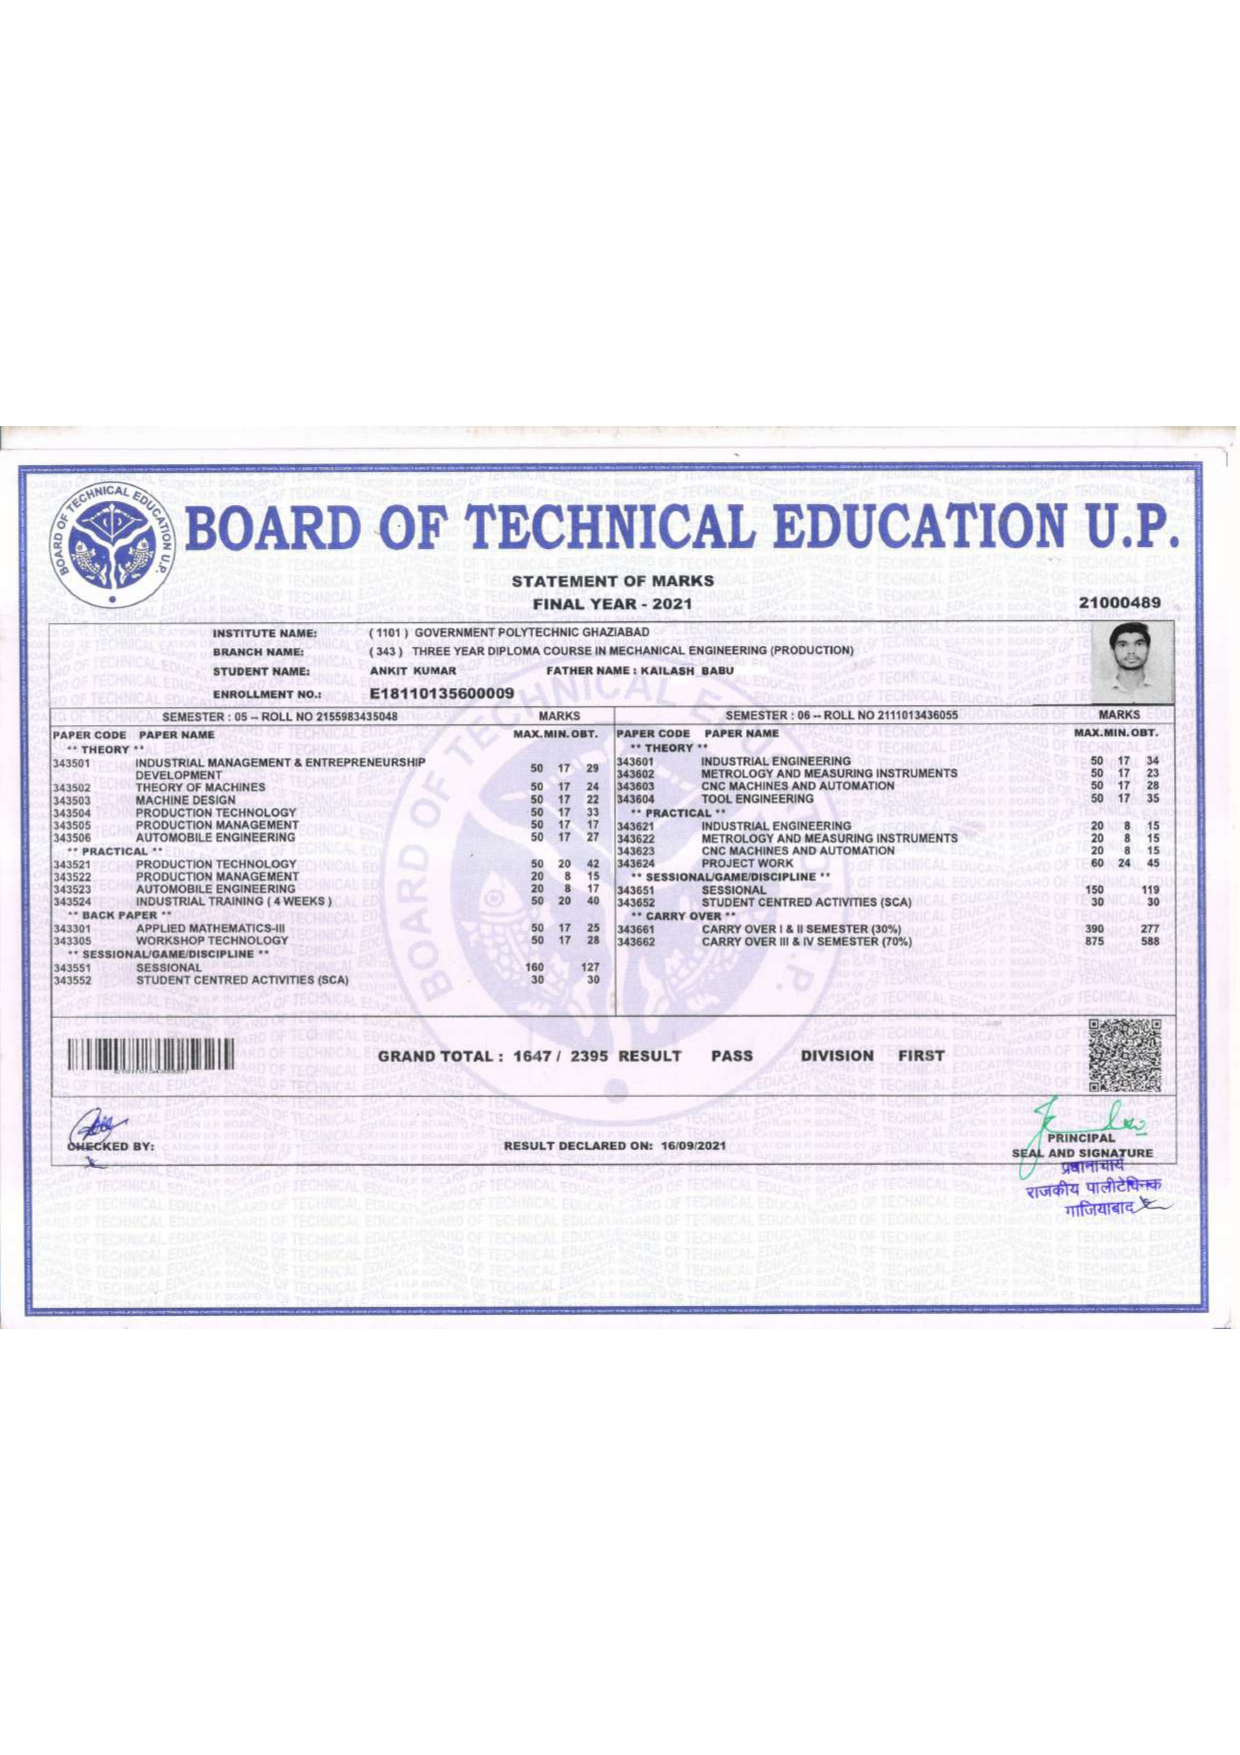 BOARD OF TECHNICAL EDUCATION U.P.
BOARD OF TECHNICAL EDUCATION U.P.
STATEMENT OF MARKS
FINAL YEAR - 2021
21000489
INSTITUTE NAME: ( 1101 ) GOVERNMENT POLYTECHNIC GHAZIABAD
BRANCH NAME: ( 343 ) THREE YEAR DIPLOMA COURSE IN MECHANICAL ENGINEERING (PRODUCTION)
STUDENT NAME: ANKIT KUMAR FATHER NAME : KAILASH BABU
ENROLLMENT NO.: E18110135600009
SEMESTER : 05 -- ROLL NO 2155983435048 MARKS
PAPER CODE PAPER NAME MAX. MIN. OBT.
** THEORY **
343501 INDUSTRIAL MANAGEMENT & ENTREPRENEURSHIP
DEVELOPMENT 50 17 29
343502 THEORY OF MACHINES 50 17 24
343503 MACHINE DESIGN 50 17 22
343504 PRODUCTION TECHNOLOGY 50 17 33
343505 PRODUCTION MANAGEMENT 50 17 17
343506 AUTOMOBILE ENGINEERING 50 17 27
** PRACTICAL **
343521 PRODUCTION TECHNOLOGY 50 20 42
343522 PRODUCTION MANAGEMENT 20 8 15
343523 AUTOMOBILE ENGINEERING 20 8 17
343524 INDUSTRIAL TRAINING ( 4 WEEKS ) 50 20 40
** BACK PAPER **
343301 APPLIED MATHEMATICS-III 50 17 25
343305 WORKSHOP TECHNOLOGY 50 17 28
** SESSIONAL/GAME/DISCIPLINE **
343551 SESSIONAL 160 127
343552 STUDENT CENTRED ACTIVITIES (SCA) 30 30
SEMESTER : 06 -- ROLL NO 2111013436055 MARKS
PAPER CODE PAPER NAME MAX. MIN. OBT.
** THEORY **
343601 INDUSTRIAL ENGINEERING 50 17 34
343602 METROLOGY AND MEASURING INSTRUMENTS 50 17 23
343603 CNC MACHINES AND AUTOMATION 50 17 28
343604 TOOL ENGINEERING 50 17 35
** PRACTICAL **
343621 INDUSTRIAL ENGINEERING 20 8 15
343622 METROLOGY AND MEASURING INSTRUMENTS 20 8 15
343623 CNC MACHINES AND AUTOMATION 20 8 15
343624 PROJECT WORK 60 24 45
** SESSIONAL/GAME/DISCIPLINE **
343651 SESSIONAL 150 119
343652 STUDENT CENTRED ACTIVITIES (SCA) 30 30
** CARRY OVER **
343661 CARRY OVER I & II SEMESTER (30%) 390 277
343662 CARRY OVER III & IV SEMESTER (70%) 875 588
GRAND TOTAL : 1647 / 2395 RESULT PASS DIVISION FIRST
CHECKED BY:
RESULT DECLARED ON: 16/09/2021
PRINCIPAL
SEAL AND SIGNATURE
प्रधानाचार्य
राजकीय पालीटेक्निक
गाजियाबाद